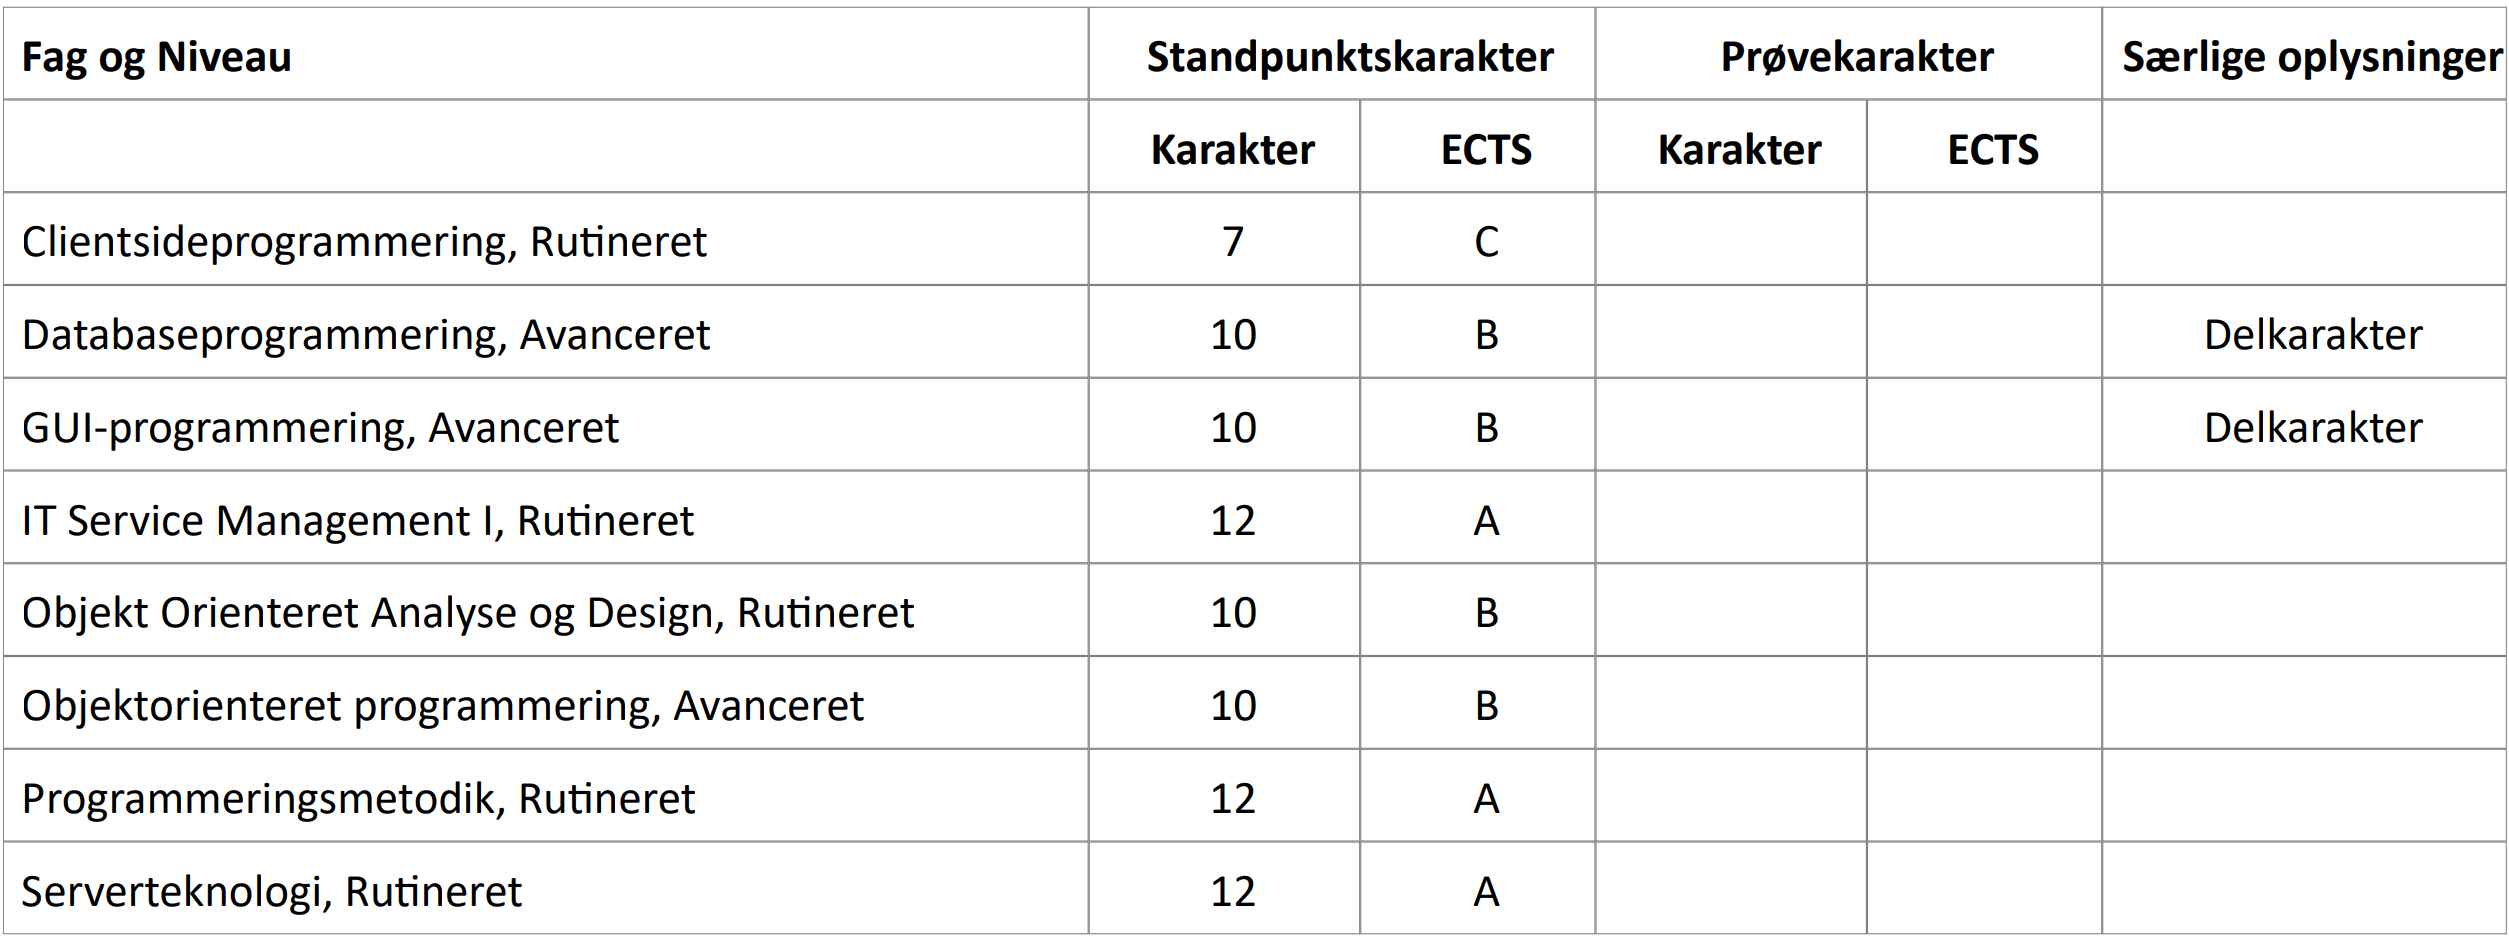 Fag og Niveau Standpunktskarakter Prøvekarakter Særlige oplysninger
Karakter ECTS Karakter ECTS
Clientsideprogrammering, Rutineret 7 C
Databaseprogrammering, Avanceret 10 B Delkarakter
GUI-programmering, Avanceret 10 B Delkarakter
IT Service Management I, Rutineret 12 A
Objekt Orienteret Analyse og Design, Rutineret 10 B
Objektorienteret programmering, Avanceret 10 B
Programmeringsmetodik, Rutineret 12 A
Serverteknologi, Rutineret 12 A